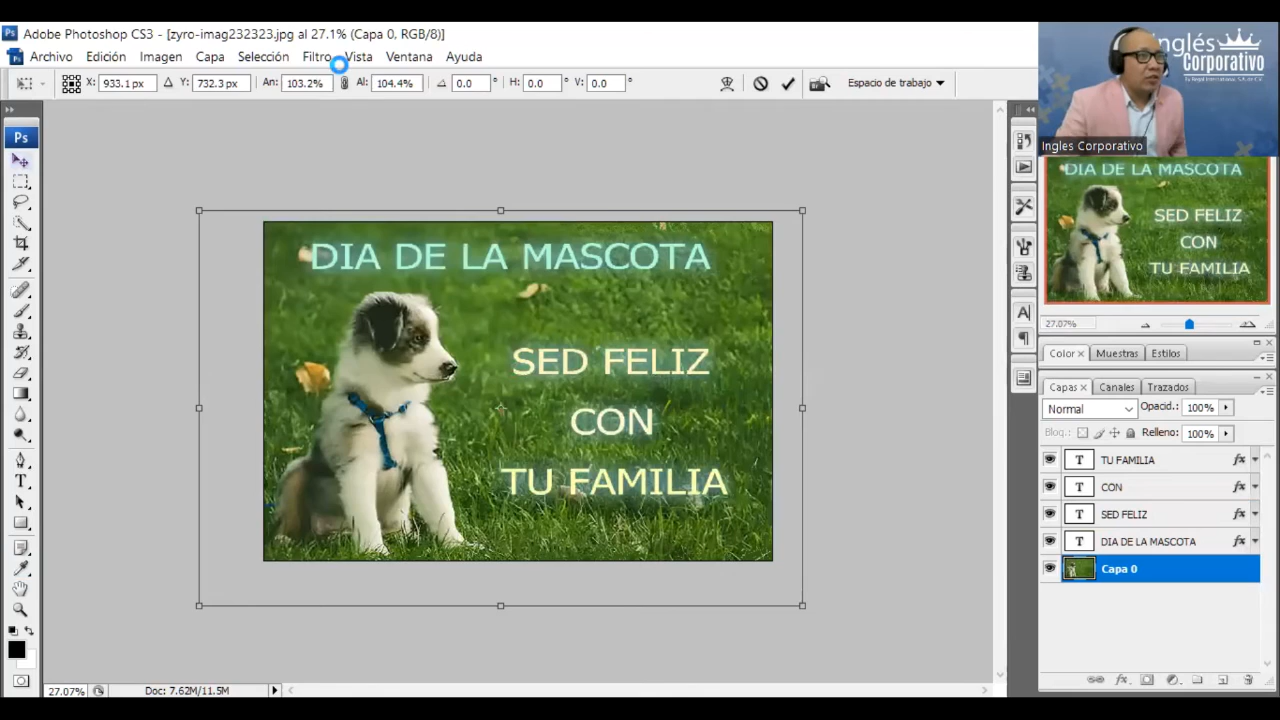 Adobe Photoshop CS3 - [zyro-imag232323.jpg al 27.1% (Capa 0, RGB/8)]
Archivo Edición Imagen Capa Selección Filtro Vista Ventana Ayuda
X: 933.1 px Y: 732.3 px An: 103.2% Al: 104.4% 0.0 ° H: 0.0 ° V: 0.0 ° Espacio de trabajo
Inglés
Corporativo
Ingles Corporativo
Ps
DIA DE LA MASCOTA
SED FELIZ
CON
TU FAMILIA
DIA DE LA MASCOTA
SED FELIZ
CON
TU FAMILIA
27.07%
Color Muestras Estilos
Capas Canales Trazados
Normal Opacid.: 100%
Bloq.: Relleno: 100%
T TU FAMILIA fx
T CON fx
T SED FELIZ fx
T DIA DE LA MASCOTA fx
Capa 0
27.07% Doc: 7.62M/11.5M